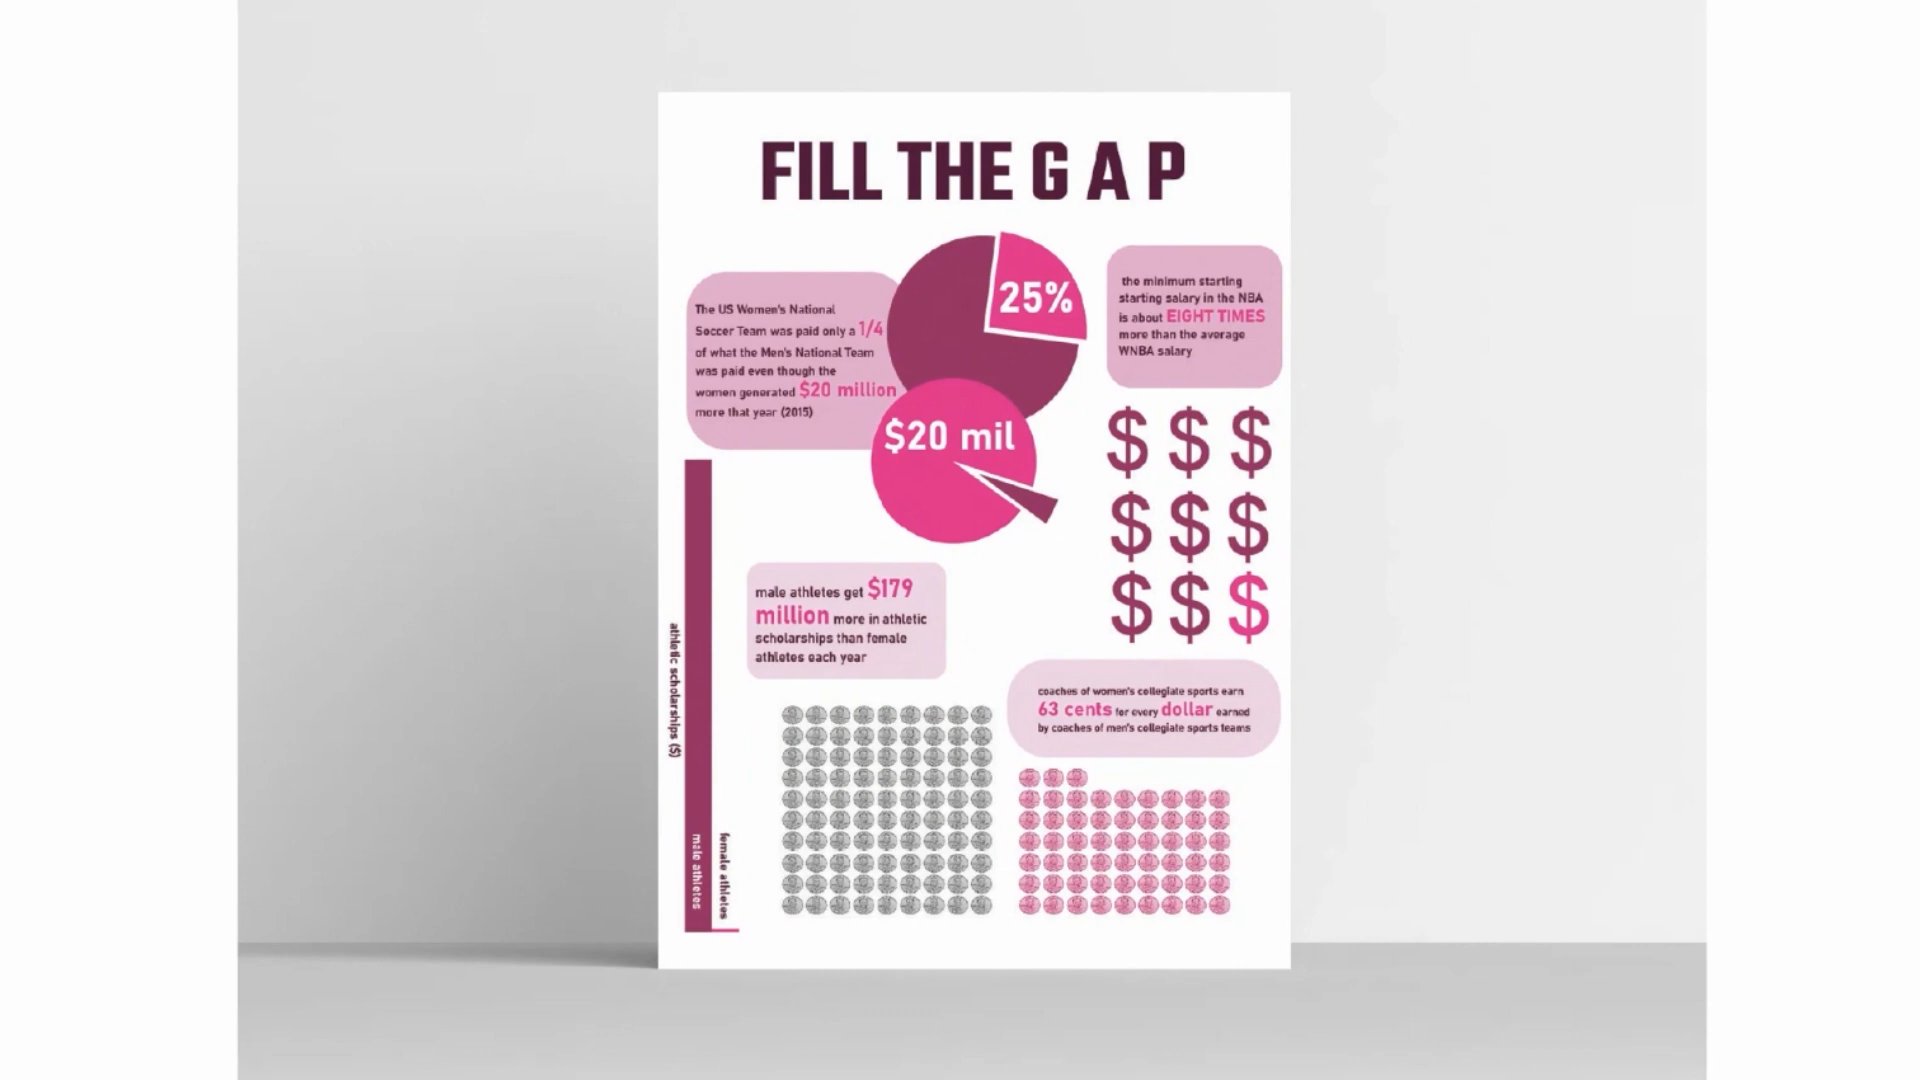 FILL THE G A P
The US Women's National
Soccer Team was paid only a 1/4
of what the Men's National Team
was paid even though the
women generated $20 million
more that year (2015)
25%
$20 mil
the minimum starting
starting salary in the NBA
is about EIGHT TIMES
more than the average
WNBA salary
$ $ $
$ $ $
$ $ $
male athletes get $179
million more in athletic
scholarships than female
athletes each year
athletic scholarships ($)
male athletes
female athletes
coaches of women's collegiate sports earn
63 cents for every dollar earned
by coaches of men's collegiate sports teams